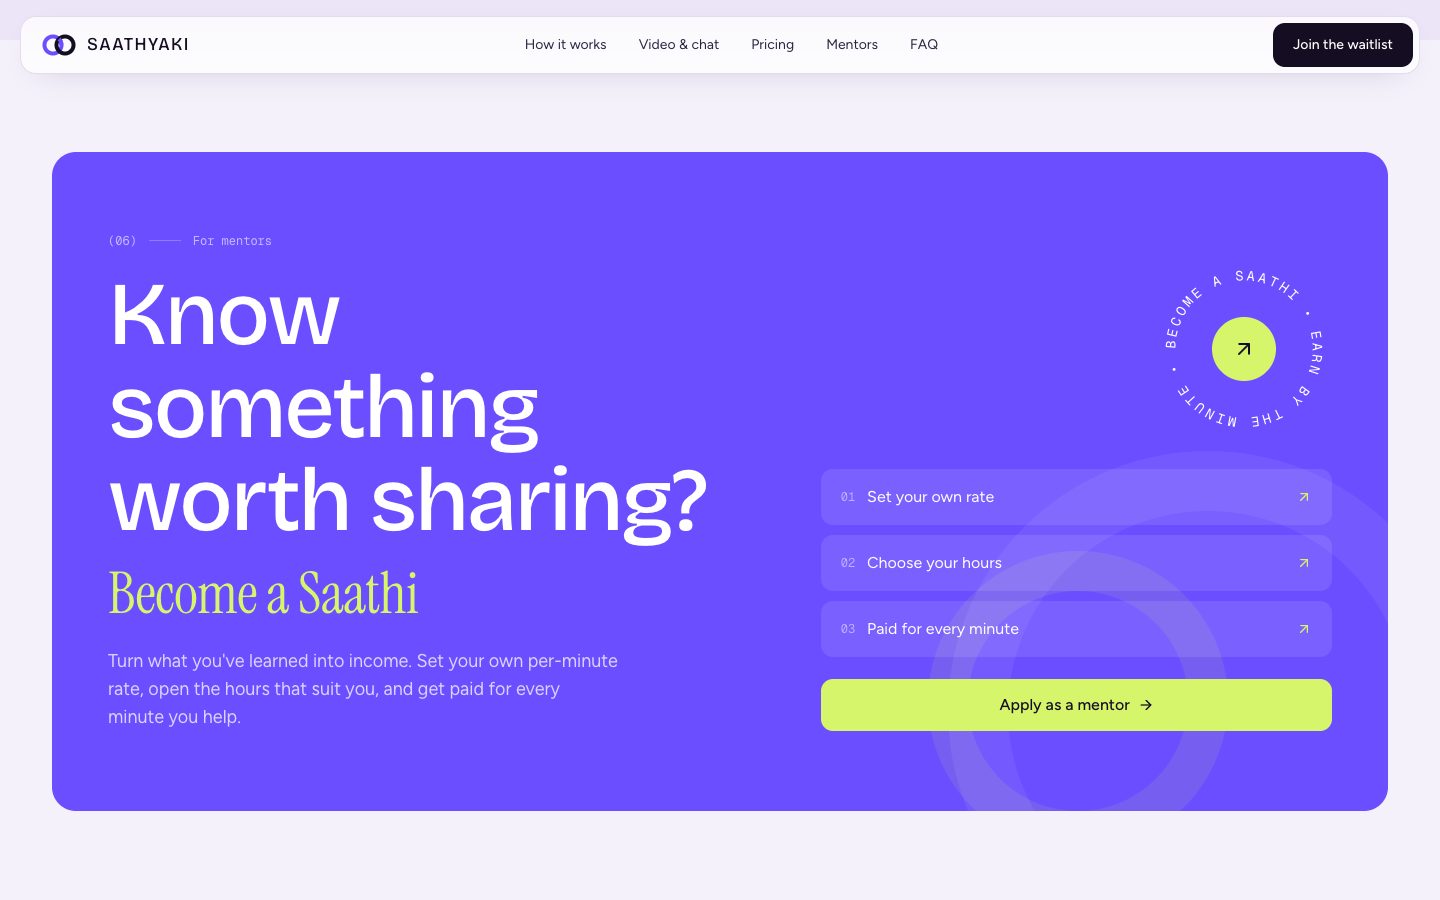 SAATHYAKI
How it works
Video & chat
Pricing
Mentors
FAQ
Join the waitlist
(06)
For mentors
Know
something
worth sharing?
Become a Saathi
Turn what you've learned into income. Set your own per-minute
rate, open the hours that suit you, and get paid for every
minute you help.
BECOME A SAATHI • EARN BY THE MINUTE •
01 Set your own rate
02 Choose your hours
03 Paid for every minute
Apply as a mentor →